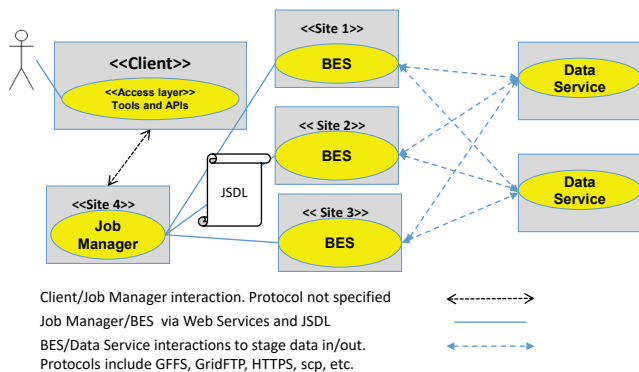 <<Client>>
<<Access layer>>
Tools and APIs
<<Site 1>>
BES
<< Site 2>>
BES
<< Site 3>>
BES
Data
Service
Data
Service
JSDL
<<Site 4>>
Job
Manager
Client/Job Manager interaction. Protocol not specified
Job Manager/BES via Web Services and JSDL
BES/Data Service interactions to stage data in/out.
Protocols include GFFS, GridFTP, HTTPS, scp, etc.